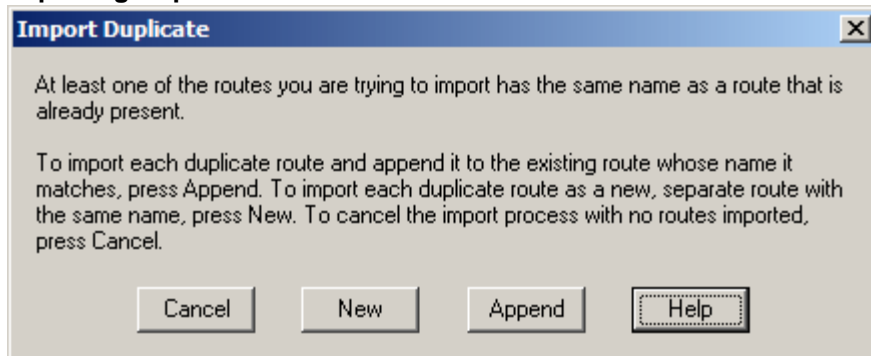 Import Duplicate
At least one of the routes you are trying to import has the same name as a route that is
already present.
To import each duplicate route and append it to the existing route whose name it
matches, press Append. To import each duplicate route as a new, separate route with
the same name, press New. To cancel the import process with no routes imported,
press Cancel.
Cancel New Append Help